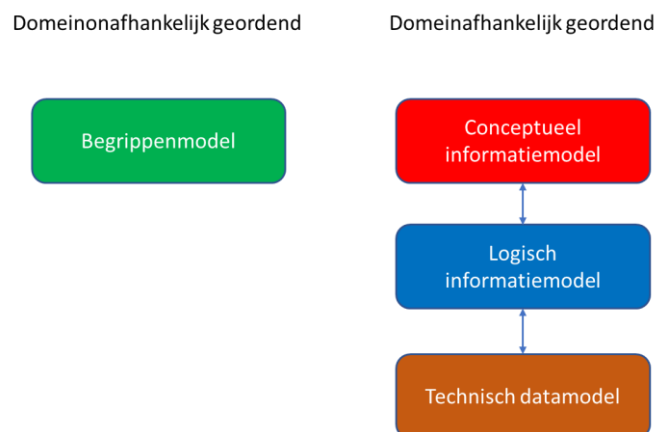 Domeinonafhankelijk geordend
Domeinafhankelijk geordend
Begrippenmodel
Conceptueel
informatiemodel
Logisch
informatiemodel
Technisch datamodel